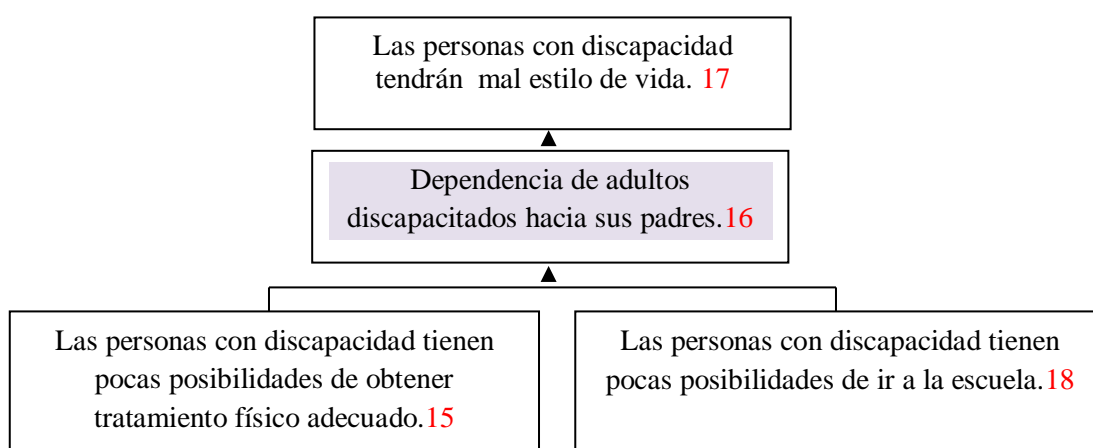 Las personas con discapacidad
tendrán mal estilo de vida. 17
Dependencia de adultos
discapacitados hacia sus padres.16
Las personas con discapacidad tienen
pocas posibilidades de obtener
tratamiento físico adecuado.15
Las personas con discapacidad tienen
pocas posibilidades de ir a la escuela.18